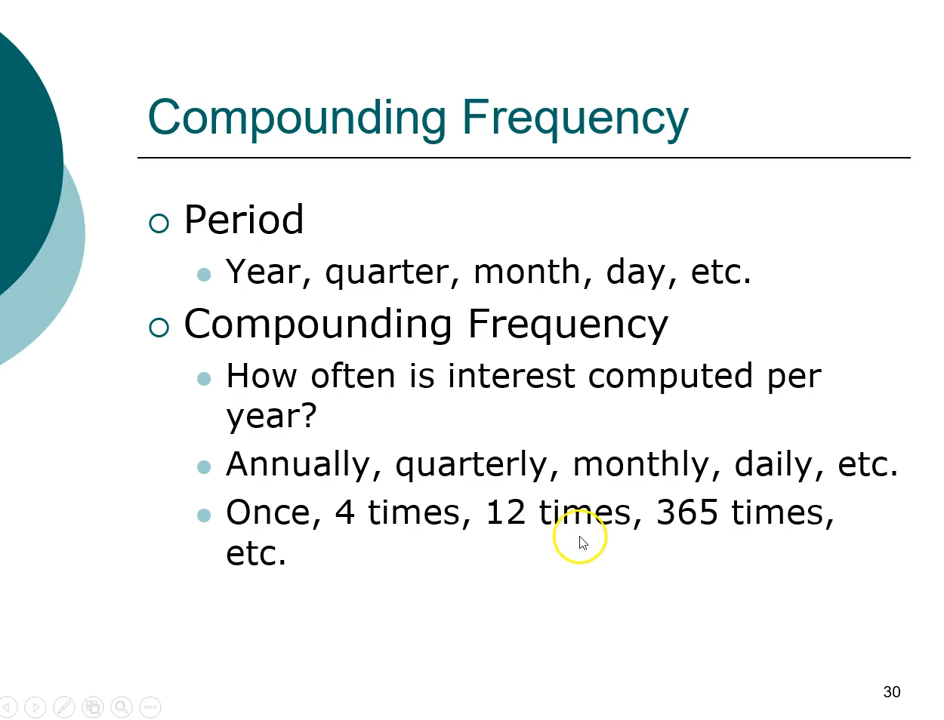 Compounding Frequency
Period
Year, quarter, month, day, etc.
Compounding Frequency
How often is interest computed per
year?
Annually, quarterly, monthly, daily, etc.
Once, 4 times, 12 times, 365 times,
etc.
30